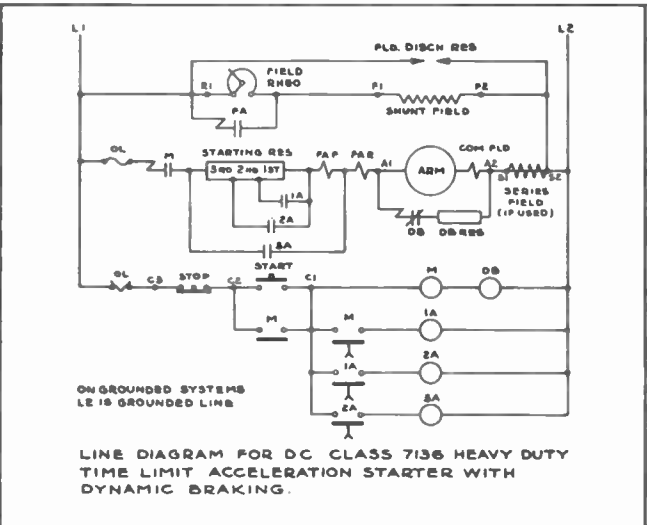 L1
L2
FLD. DISCH RES
FIELD
RHEO
R1
F1
F2
FA
SHUNT FIELD
OL
M
STARTING RES
3RD 2ND 1ST
FAF
FAR
A1
ARM
COM FLD
A2
B1
S2
SERIES
FIELD
(IF USED)
1A
2A
3A
DB
DB RES
OL
C3
STOP
C2
START
C1
M
DB
M
M
1A
1A
2A
2A
3A
ON GROUNDED SYSTEMS
L2 IS GROUNDED LINE
LINE DIAGRAM FOR DC CLASS 7136 HEAVY DUTY
TIME LIMIT ACCELERATION STARTER WITH
DYNAMIC BRAKING.